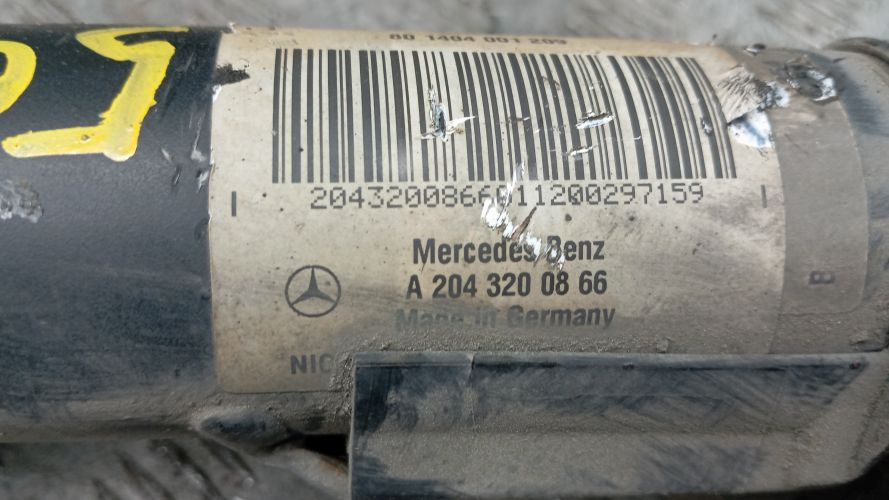 80 1404 001 209
2043200866011200297159
Mercedes Benz
A 204 320 08 66
Made in Germany
B